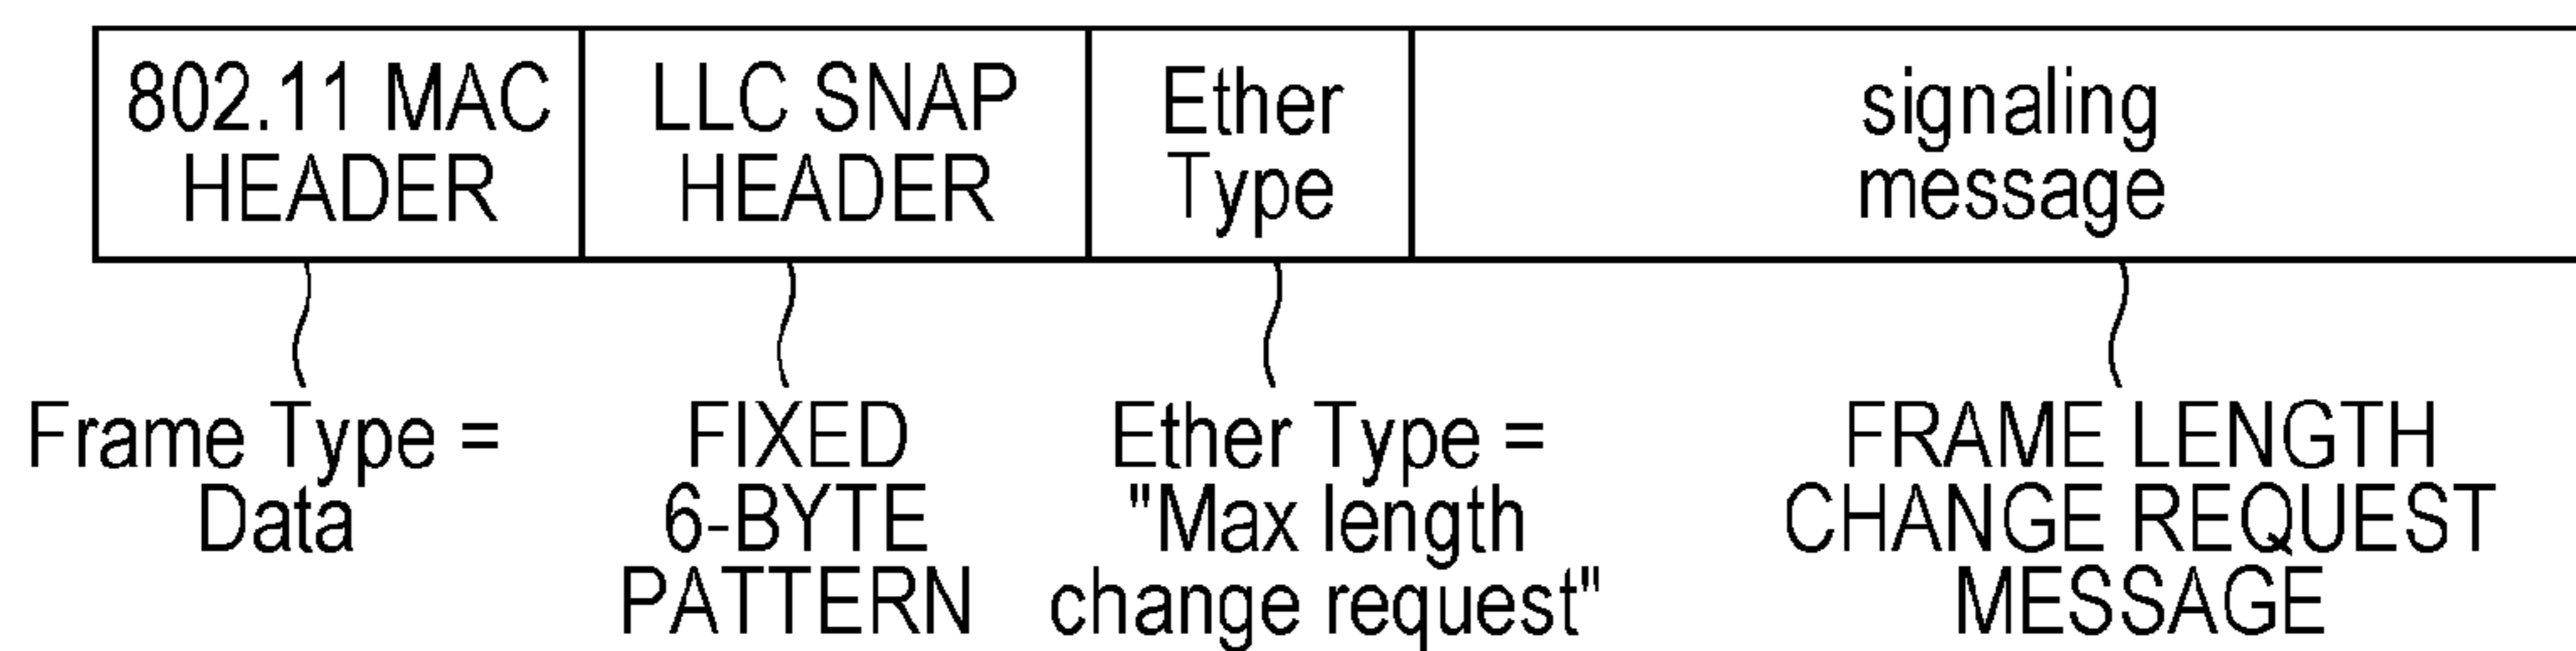 802.11 MAC
HEADER
LLC SNAP
HEADER
Ether
Type
signaling
message
Frame Type =
Data
FIXED
6-BYTE
PATTERN
Ether Type =
"Max length
change request"
FRAME LENGTH
CHANGE REQUEST
MESSAGE